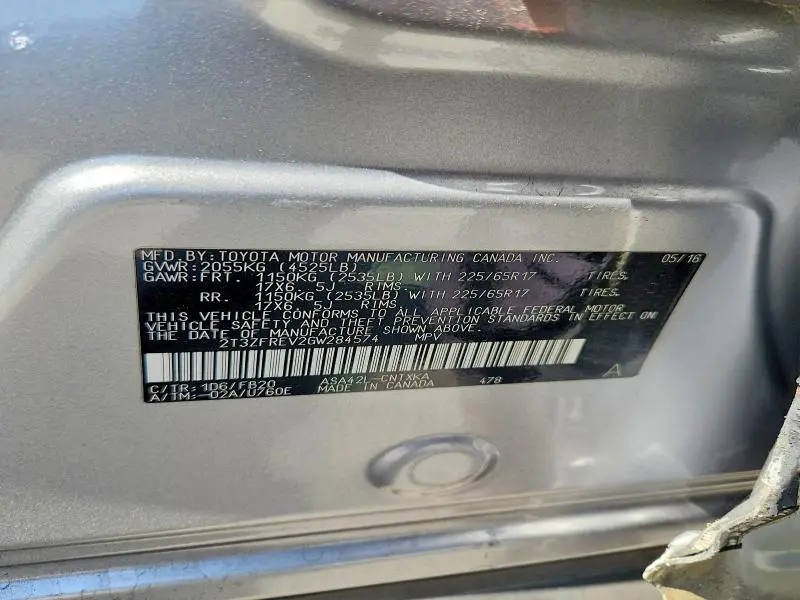 MFD. BY: TOYOTA MOTOR MANUFACTURING CANADA INC. 05/16
GVWR: 2055KG (4525LB)
GAWR: FRT. 1150KG (2535LB) WITH 225/65R17 TIRES.
17X6. 5J RIMS
RR. 1150KG (2535LB) WITH 225/65R17 TIRES.
17X6. 5J RIMS
THIS VEHICLE CONFORMS TO ALL APPLICABLE FEDERAL MOTOR
VEHICLE SAFETY AND THEFT PREVENTION STANDARDS IN EFFECT ON
THE DATE OF MANUFACTURE SHOWN ABOVE.
2T3ZFREV2GW284574 MPV
C/TR: 1D6/FB20 ASA42L-CNTXKA 478 A
A/TM: -02A/U760E MADE IN CANADA